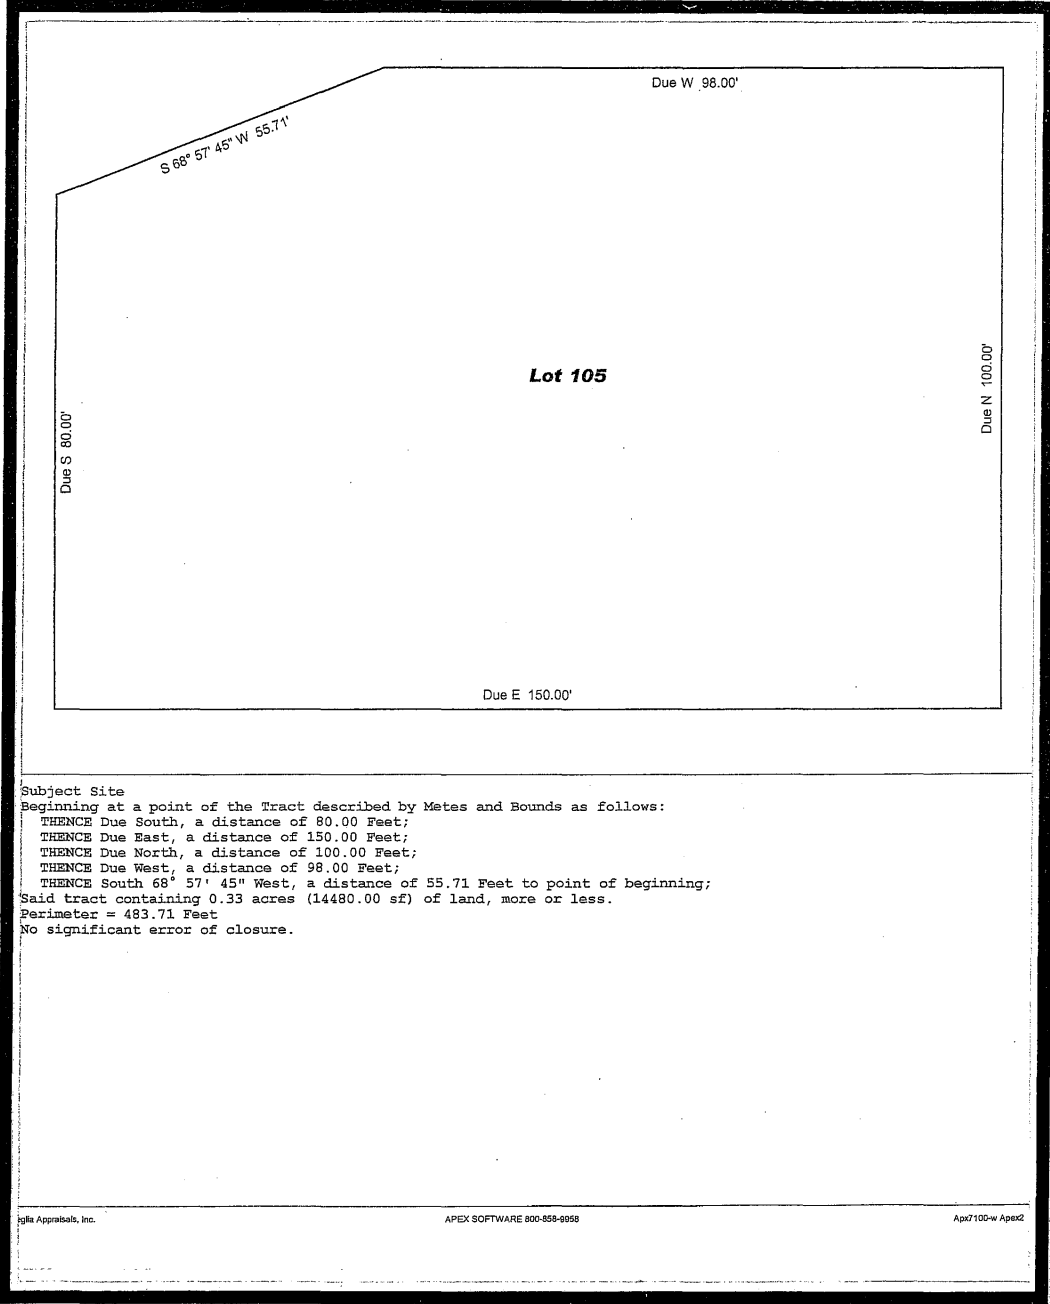 Due W 98.00'
S 68° 57' 45" W 55.71'
Lot 105
Due N 100.00'
Due S 80.00'
Due E 150.00'
Subject Site
Beginning at a point of the Tract described by Metes and Bounds as follows:
THENCE Due South, a distance of 80.00 Feet;
THENCE Due East, a distance of 150.00 Feet;
THENCE Due North, a distance of 100.00 Feet;
THENCE Due West, a distance of 98.00 Feet;
THENCE South 68° 57' 45" West, a distance of 55.71 Feet to point of beginning;
Said tract containing 0.33 acres (14480.00 sf) of land, more or less.
Perimeter = 483.71 Feet
No significant error of closure.
Appraisals, Inc. APEX SOFTWARE 800-858-9958 Apx7100-w Apex2